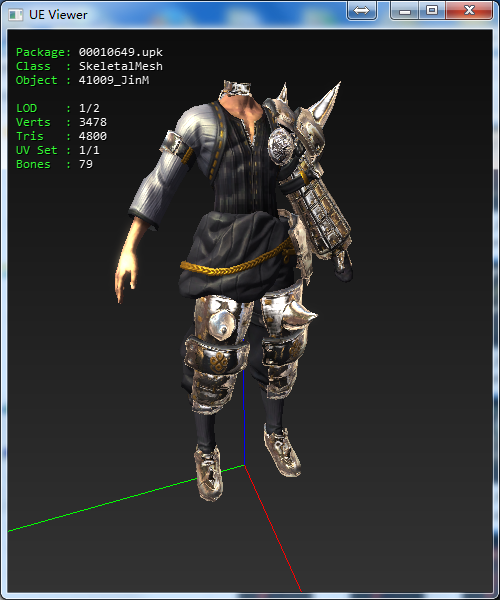 UE Viewer
Package: 00010649.upk
Class : SkeletalMesh
Object : 41009_JinM
LOD : 1/2
Verts : 3478
Tris : 4800
UV Set : 1/1
Bones : 79